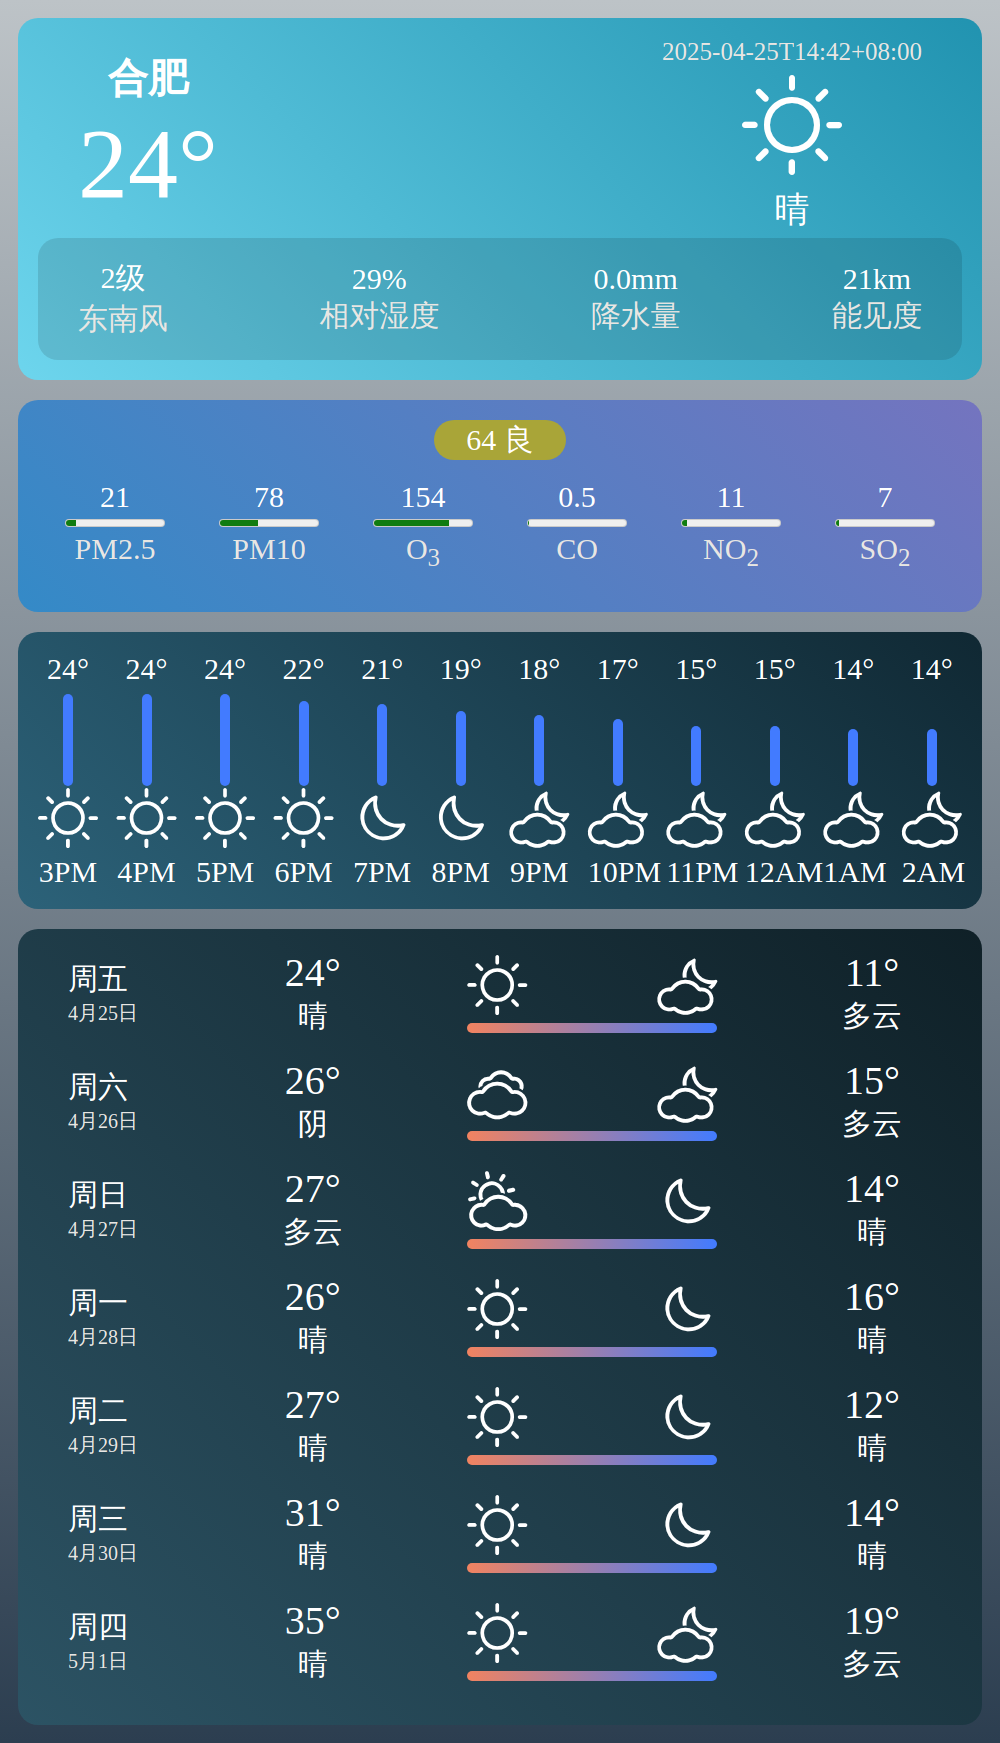 合肥
24°
2025-04-25T14:42+08:00
晴
2级 29% 0.0mm 21km
东南风 相对湿度 降水量 能见度
64 良
21 78 154 0.5 11 7
PM2.5 PM10 O3 CO NO2 SO2
24° 24° 24° 22° 21° 19° 18° 17° 15° 15° 14° 14°
3PM 4PM 5PM 6PM 7PM 8PM 9PM 10PM 11PM 12AM 1AM 2AM
周五 24° 11°
4月25日 晴 多云
周六 26° 15°
4月26日 阴 多云
周日 27° 14°
4月27日 多云 晴
周一 26° 16°
4月28日 晴 晴
周二 27° 12°
4月29日 晴 晴
周三 31° 14°
4月30日 晴 晴
周四 35° 19°
5月1日 晴 多云